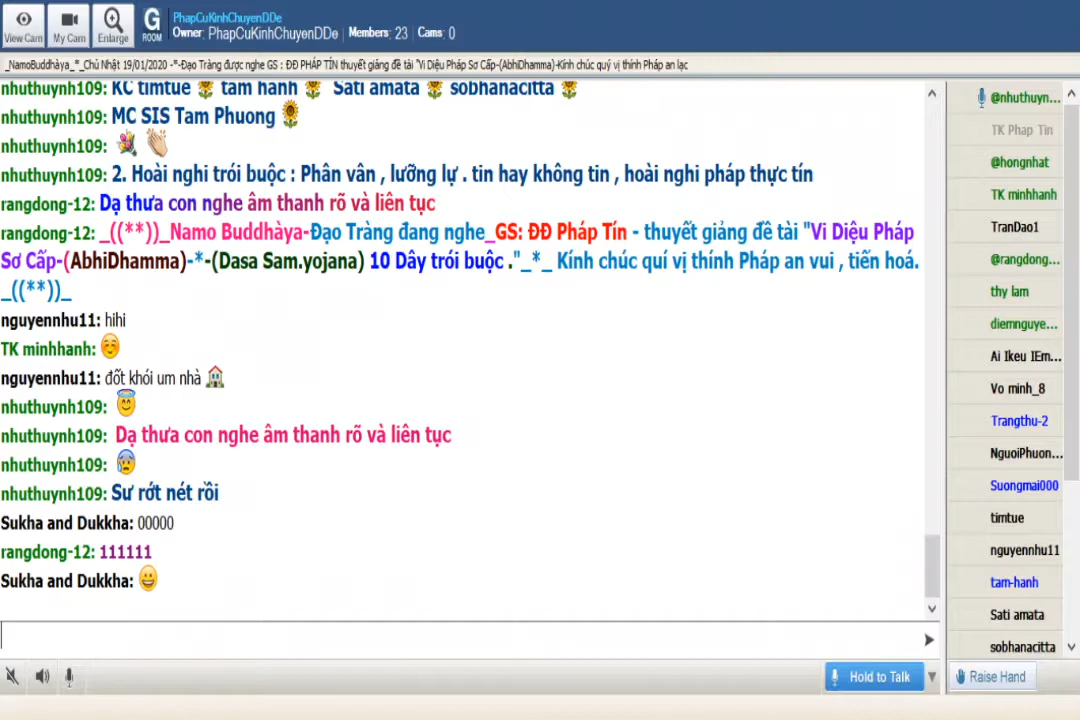 View Cam
My Cam
Enlarge
G
ROOM
PhapCuKinhChuyenDDe
Owner: PhapCuKinhChuyenDDe | Members: 23 | Cams: 0
_NamoBuddhàya_*_Chủ Nhật 19/01/2020 -*-Đạo Tràng được nghe GS : ĐĐ PHÁP TÍN thuyết giảng đề tài "Vi Diệu Pháp Sơ Cấp-(AbhiDhamma)-Kính chúc quý vị thính Pháp an lạc
nhuthuynh109: KC timtue 🌻 tam hanh 🌻 Sati amata 🌻 sobhanacitta 🌻
nhuthuynh109: MC SIS Tam Phuong 🌻
nhuthuynh109: 💐 👏
nhuthuynh109: 2. Hoài nghi trói buộc : Phân vân , lưỡng lự . tin hay không tin , hoài nghi pháp thực tín
rangdong-12: Dạ thưa con nghe âm thanh rõ và liên tục
rangdong-12: _((**))_Namo Buddhàya-Đạo Tràng đang nghe_GS: ĐĐ Pháp Tín - thuyết giảng đề tài "Vi Diệu Pháp
Sơ Cấp-(AbhiDhamma)-*-(Dasa Sam.yojana) 10 Dây trói buộc ."_*_ Kính chúc quí vị thính Pháp an vui , tiến hoá.
_((**))_
nguyennhu11: hihi
TK minhhanh: ☺️
nguyennhu11: đốt khói um nhà 🏠
nhuthuynh109: 😇
nhuthuynh109: Dạ thưa con nghe âm thanh rõ và liên tục
nhuthuynh109: 😰
nhuthuynh109: Sư rớt nét rồi
Sukha and Dukkha: 00000
rangdong-12: 111111
Sukha and Dukkha: 😀
@nhuthuyn...
TK Phap Tin
@hongnhat
TK minhhanh
TranDao1
@rangdong...
thy lam
diemnguye...
Ai Ikeu IEm...
Vo minh_8
Trangthu-2
NguoiPhuon...
Suongmai000
timtue
nguyennhu11
tam-hanh
Sati amata
sobhanacitta
Hold to Talk
Raise Hand